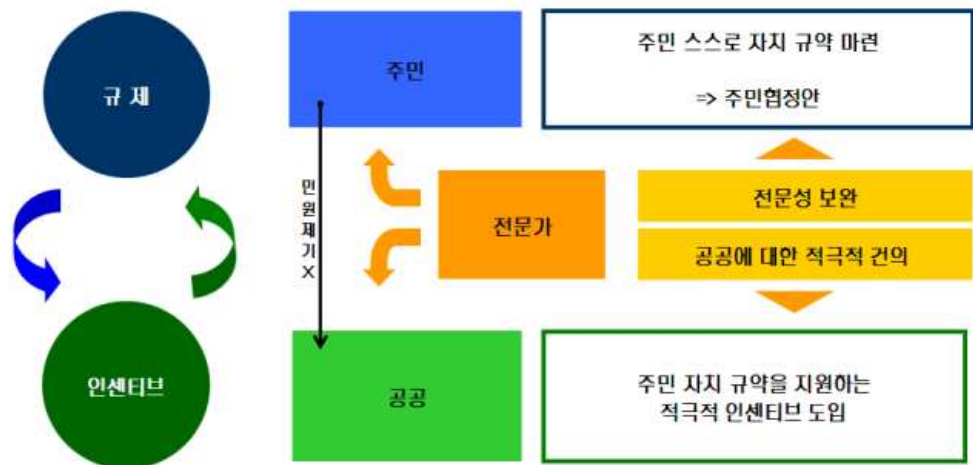 규 제
주민
주민 스스로 자치 규약 마련
=> 주민협정안
민원제기X
전문가
전문성 보완
공공에 대한 적극적 건의
인센티브
공공
주민 자치 규약을 지원하는
적극적 인센티브 도입